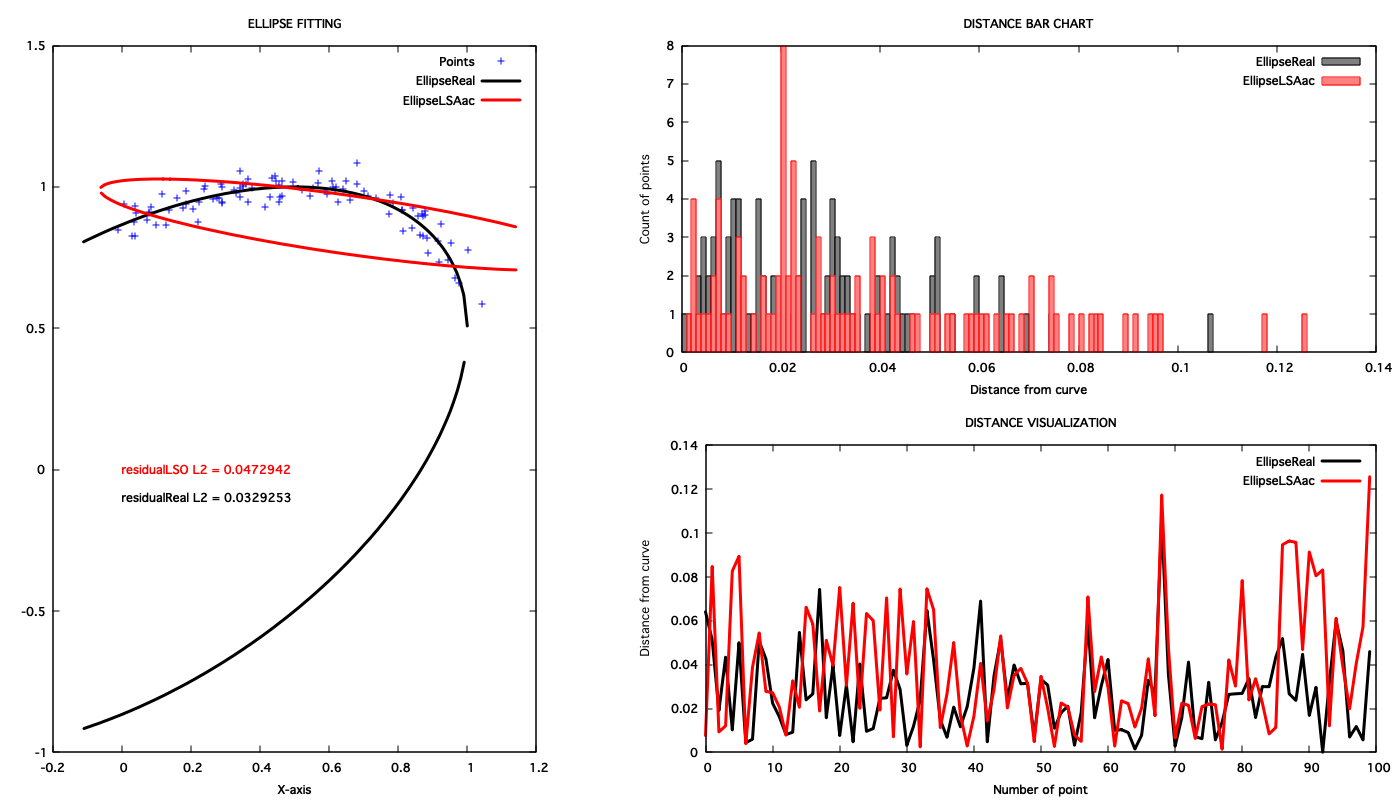 ELLIPSE FITTING
1.5
1
0.5
0
-0.5
-1
Points
EllipseReal
EllipseLSAac
residualLSO L2 = 0.0472942
residualReal L2 = 0.0329253
-0.2 0 0.2 0.4 0.6 0.8 1 1.2
X-axis
DISTANCE BAR CHART
8
7
6
5
4
3
2
1
0
Count of points
EllipseReal
EllipseLSAac
0 0.02 0.04 0.06 0.08 0.1 0.12 0.14
Distance from curve
DISTANCE VISUALIZATION
0.14
0.12
0.1
0.08
0.06
0.04
0.02
0
Distance from curve
EllipseReal
EllipseLSAac
0 10 20 30 40 50 60 70 80 90 100
Number of point